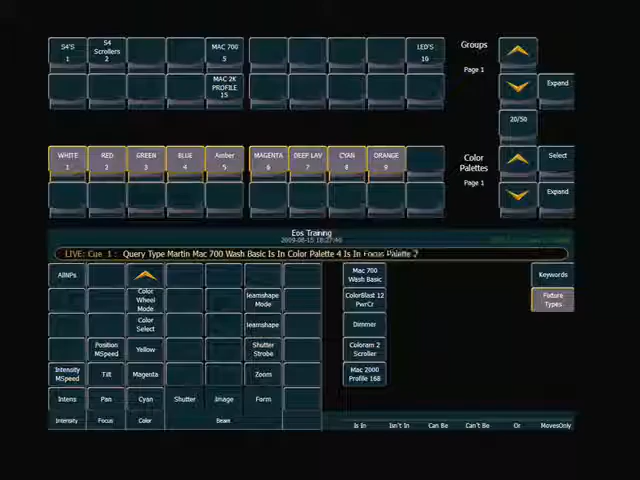 S4'S
1
S4
Scrollers
2
MAC 700
5
LED'S
10
Groups
Page 1
MAC 2K
PROFILE
15
Expand
20/50
WHITE
1
RED
2
GREEN
3
BLUE
4
Amber
5
MAGENTA
6
DEEP LAV
7
CYAN
8
ORANGE
9
Color
Palettes
Page 1
Select
Expand
Eos Training
LIVE: Cue 1 : Query Type Martin Mac 700 Wash Basic Is In Color Palette 4 Is In Focus Palette 7
AllNPs
Color
Wheel
Mode
Beamshape
Mode
Color
Select
Beamshape
Position
MSpeed
Yellow
Shutter
Strobe
Intensity
MSpeed
Tilt
Magenta
Zoom
Intens
Pan
Cyan
Shutter
Image
Form
Intensity
Focus
Color
Beam
Mac 700
Wash Basic
ColorBlast 12
PwrCr
Dimmer
Coloram 2
Scroller
Mac 2000
Profile 168
Keywords
Fixture
Types
Is In
Isn't In
Can Be
Can't Be
Or
MovesOnly